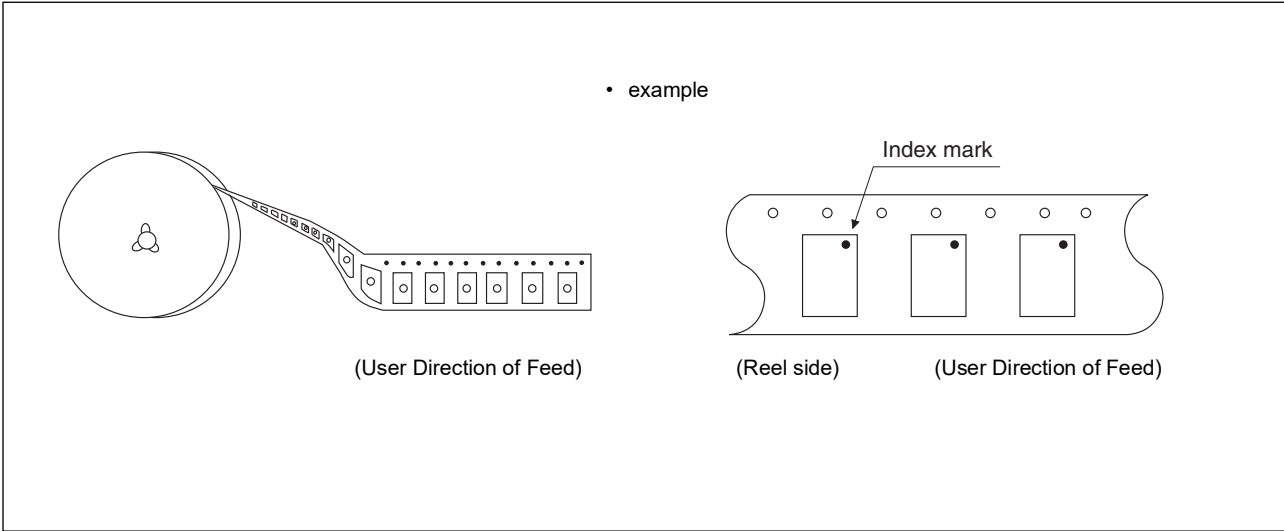 • example
Index mark
(User Direction of Feed)
(Reel side)
(User Direction of Feed)